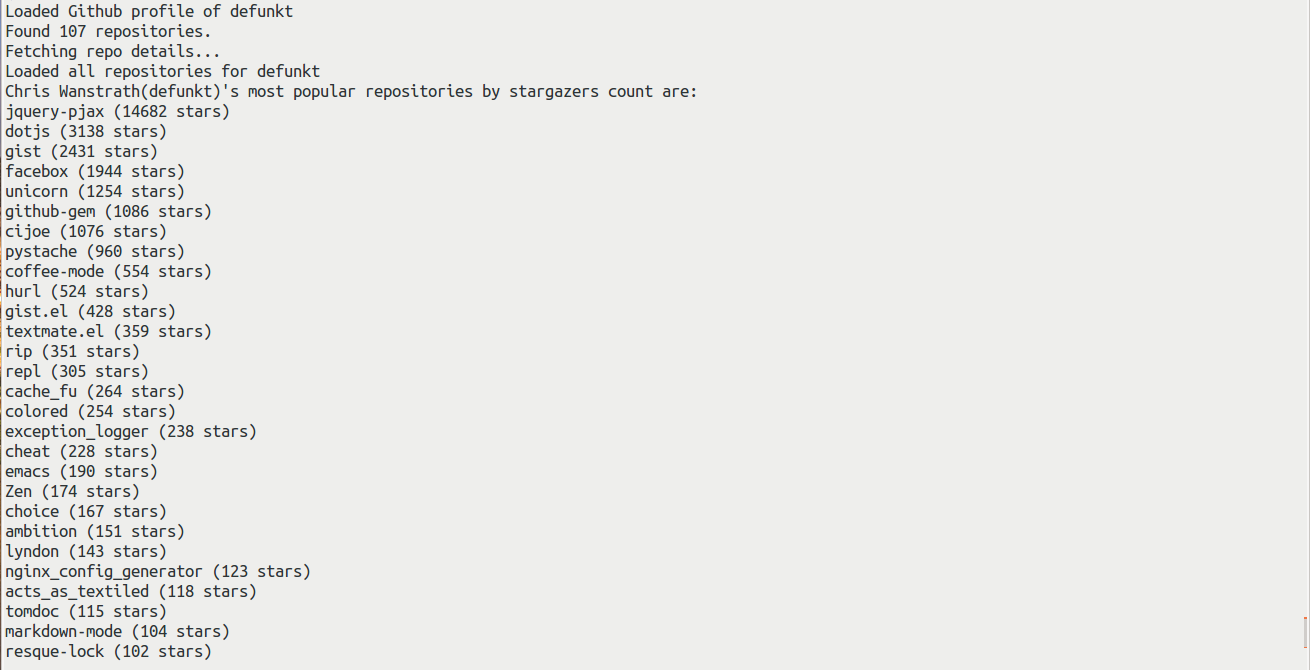 Loaded Github profile of defunkt
Found 107 repositories.
Fetching repo details...
Loaded all repositories for defunkt
Chris Wanstrath(defunkt)'s most popular repositories by stargazers count are:
jquery-pjax (14682 stars)
dotjs (3138 stars)
gist (2431 stars)
facebox (1944 stars)
unicorn (1254 stars)
github-gem (1086 stars)
cijoe (1076 stars)
pystache (960 stars)
coffee-mode (554 stars)
hurl (524 stars)
gist.el (428 stars)
textmate.el (359 stars)
rip (351 stars)
repl (305 stars)
cache_fu (264 stars)
colored (254 stars)
exception_logger (238 stars)
cheat (228 stars)
emacs (190 stars)
Zen (174 stars)
choice (167 stars)
ambition (151 stars)
lyndon (143 stars)
nginx_config_generator (123 stars)
acts_as_textiled (118 stars)
tomdoc (115 stars)
markdown-mode (104 stars)
resque-lock (102 stars)